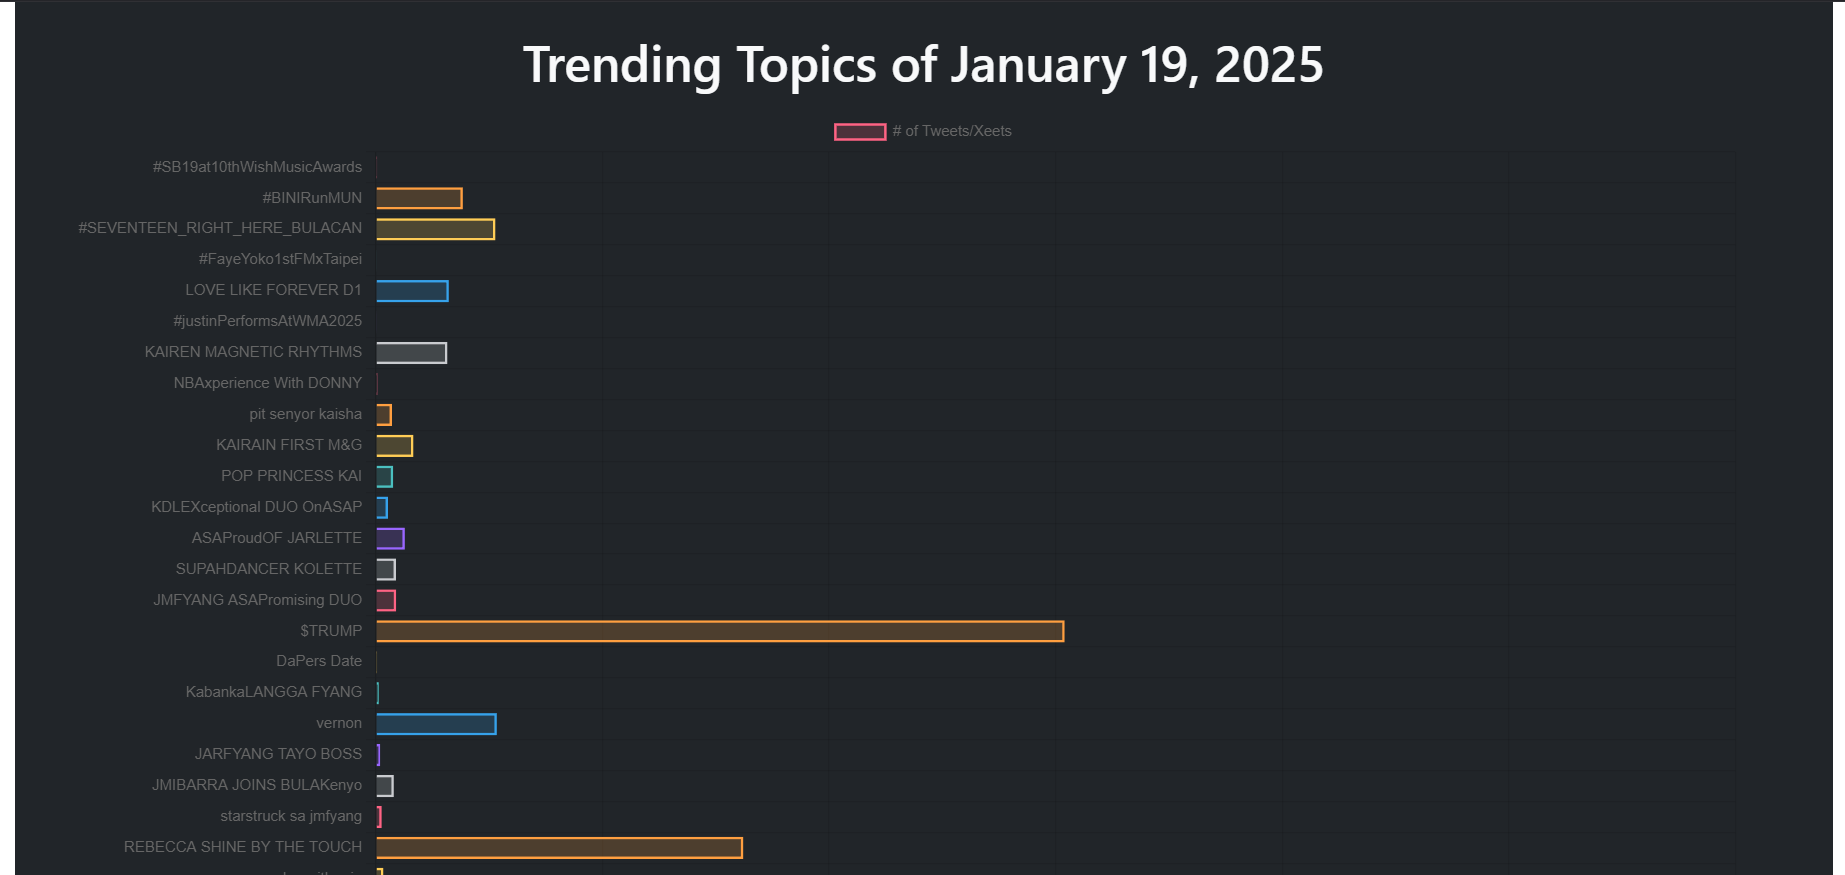 Trending Topics of January 19, 2025
# of Tweets/Xeets
#SB19at10thWishMusicAwards
#BINIRunMUN
#SEVENTEEN_RIGHT_HERE_BULACAN
#FayeYoko1stFMxTaipei
LOVE LIKE FOREVER D1
#justinPerformsAtWMA2025
KAIREN MAGNETIC RHYTHMS
NBAxperience With DONNY
pit senyor kaisha
KAIRAIN FIRST M&G
POP PRINCESS KAI
KDLEXceptional DUO OnASAP
ASAProudOF JARLETTE
SUPAHDANCER KOLETTE
JMFYANG ASAPromising DUO
$TRUMP
DaPers Date
KabankaLANGGA FYANG
vernon
JARFYANG TAYO BOSS
JMIBARRA JOINS BULAKenyo
starstruck sa jmfyang
REBECCA SHINE BY THE TOUCH